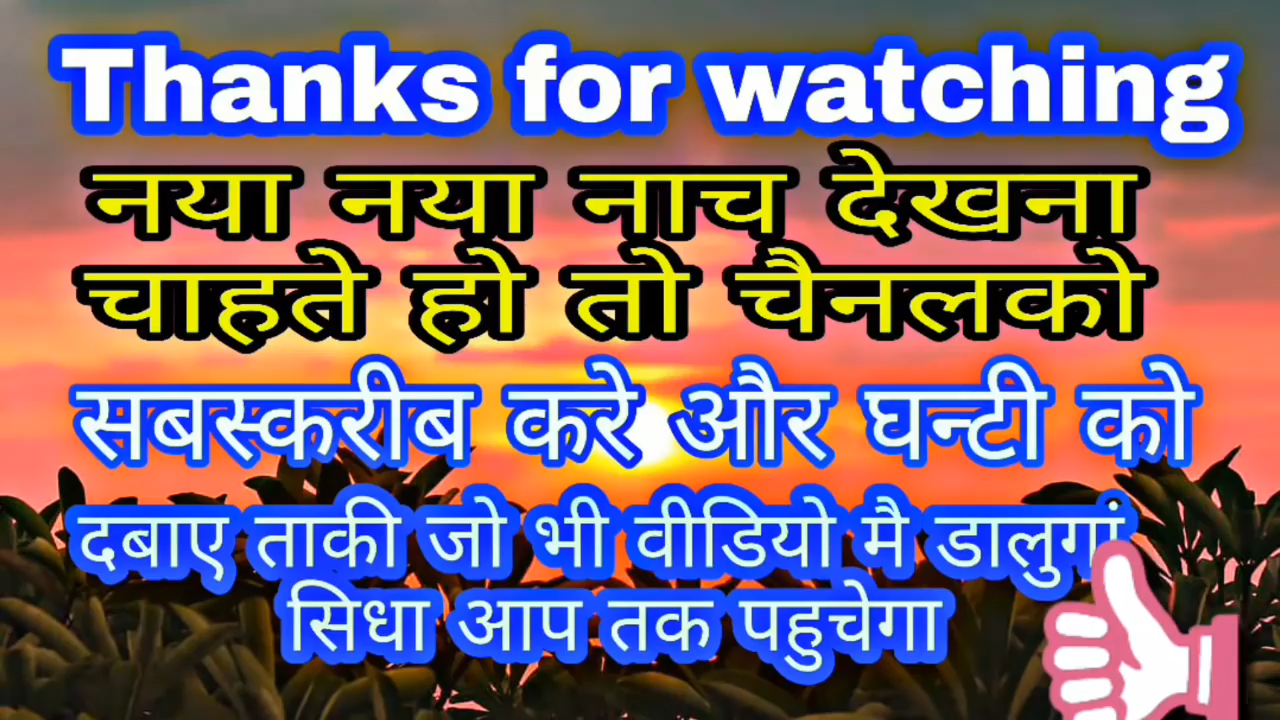 Thanks for watching
नया नया नाच देखना
चाहते हो तो चैनलको
सबस्करीब करे और घन्टी को
दबाए ताकी जो भी वीडियो मै डालुगां
सिधा आप तक पहुचेगा